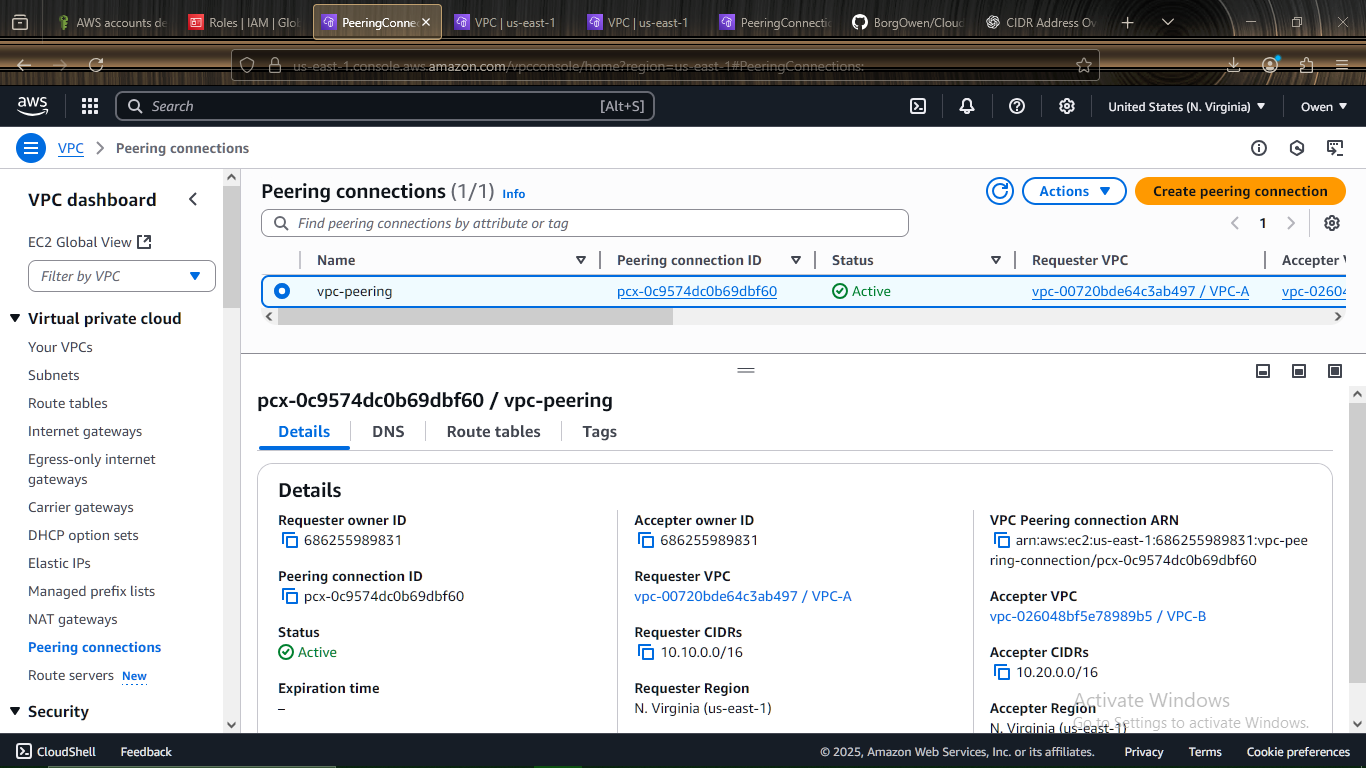 AWS accounts de
Roles | IAM | Glob
PeeringConne
VPC | us-east-1
VPC | us-east-1
PeeringConnecti
BorgOwen/Cloud
CIDR Address Ov
us-east-1.console.aws.amazon.com/vpcconsole/home?region=us-east-1#PeeringConnections:
aws
Search
[Alt+S]
United States (N. Virginia)
Owen
VPC
Peering connections
VPC dashboard
EC2 Global View
Filter by VPC
Virtual private cloud
Your VPCs
Subnets
Route tables
Internet gateways
Egress-only internet
gateways
Carrier gateways
DHCP option sets
Elastic IPs
Managed prefix lists
NAT gateways
Peering connections
Route servers New
Security
Peering connections (1/1) Info
Actions
Create peering connection
Find peering connections by attribute or tag
1
Name
Peering connection ID
Status
Requester VPC
Accepter V
vpc-peering
pcx-0c9574dc0b69dbf60
Active
vpc-00720bde64c3ab497 / VPC-A
vpc-02604
pcx-0c9574dc0b69dbf60 / vpc-peering
Details
DNS
Route tables
Tags
Details
Requester owner ID
686255989831
Peering connection ID
pcx-0c9574dc0b69dbf60
Status
Active
Expiration time
–
Accepter owner ID
686255989831
Requester VPC
vpc-00720bde64c3ab497 / VPC-A
Requester CIDRs
10.10.0.0/16
Requester Region
N. Virginia (us-east-1)
VPC Peering connection ARN
arn:aws:ec2:us-east-1:686255989831:vpc-pee
ring-connection/pcx-0c9574dc0b69dbf60
Accepter VPC
vpc-026048bf5e78989b5 / VPC-B
Accepter CIDRs
10.20.0.0/16
Accepter Region
N. Virginia (us-east-1)
Activate Windows
Go to Settings to activate Windows.
CloudShell
Feedback
© 2025, Amazon Web Services, Inc. or its affiliates.
Privacy
Terms
Cookie preferences